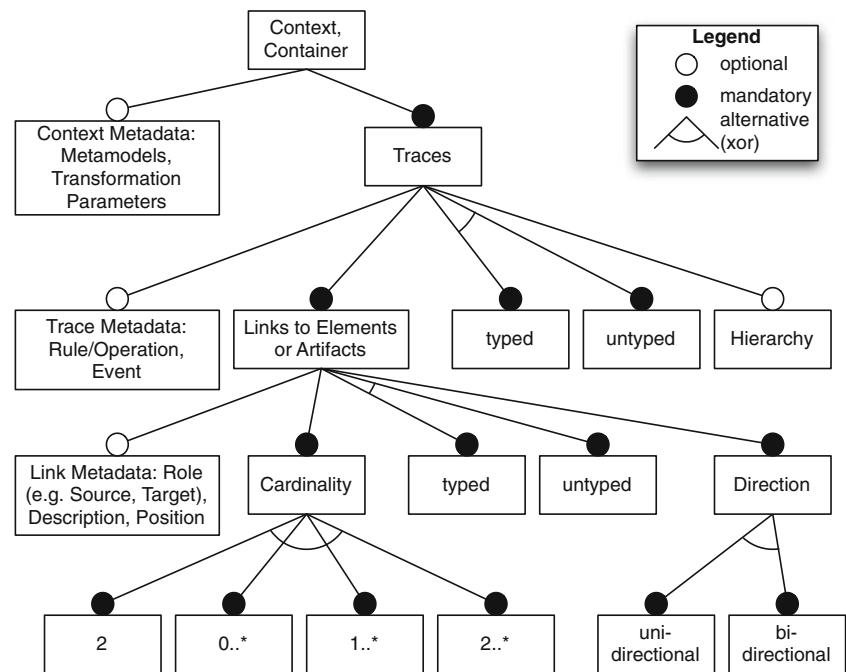 Context,
Container
Legend
optional
mandatory
alternative
(xor)
Context Metadata:
Metamodels,
Transformation
Parameters
Traces
Trace Metadata:
Rule/Operation,
Event
Links to Elements
or Artifacts
typed
untyped
Hierarchy
Link Metadata: Role
(e.g. Source, Target),
Description, Position
Cardinality
typed
untyped
Direction
2
0..*
1..*
2..*
uni-
directional
bi-
directional